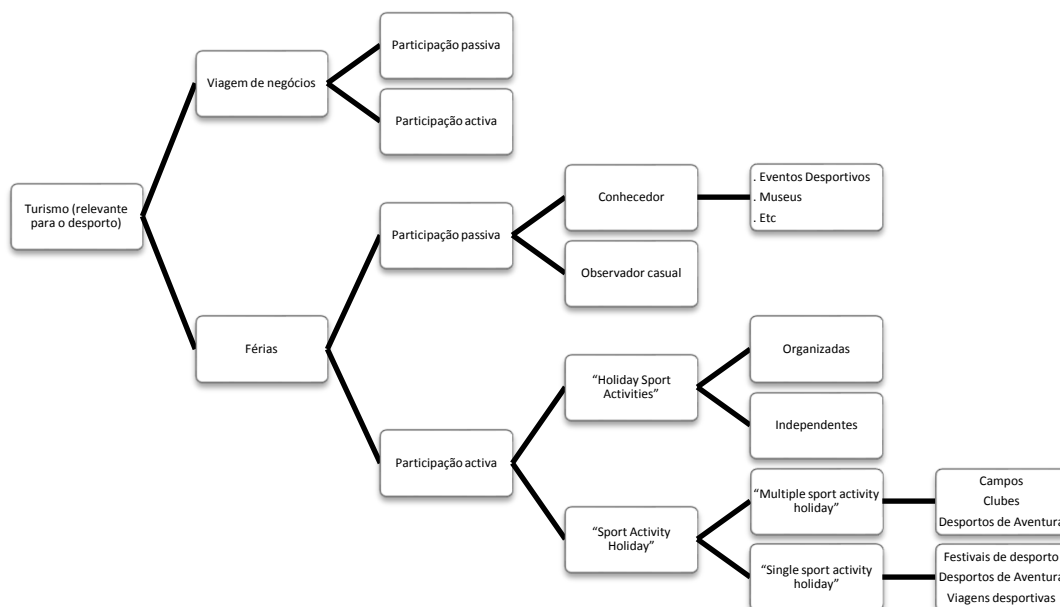 Turismo (relevante
para o desporto)
Viagem de negócios
Participação passiva
Participação activa
Férias
Participação passiva
Conhecedor
. Eventos Desportivos
. Museus
. Etc
Observador casual
Participação activa
“Holiday Sport
Activities”
Organizadas
Independentes
“Sport Activity
Holiday”
“Multiple sport activity
holiday”
Campos
Clubes
Desportos de Aventura
“Single sport activity
holiday”
Festivais de desporto
Desportos de Aventura
Viagens desportivas